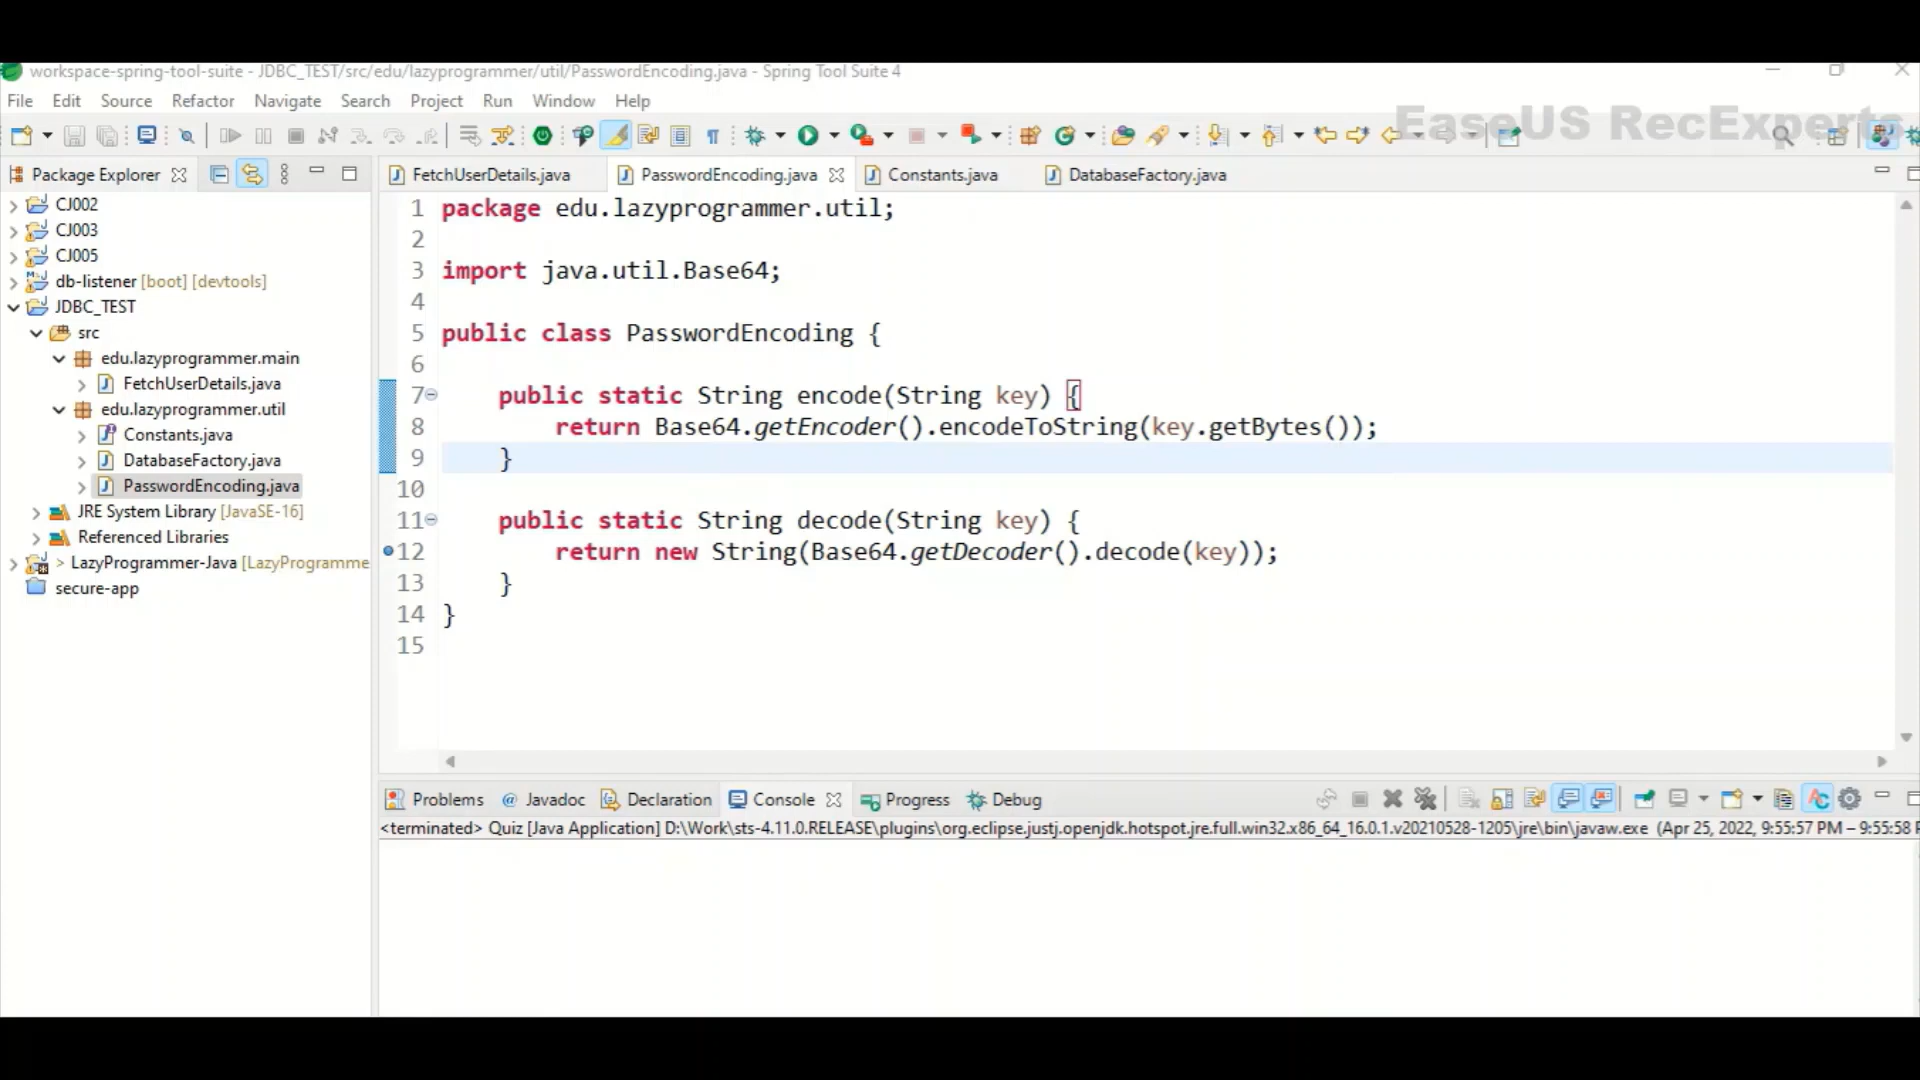 workspace-spring-tool-suite - JDBC_TEST/src/edu/lazyprogrammer/util/PasswordEncoding.java - Spring Tool Suite 4
File Edit Source Refactor Navigate Search Project Run Window Help
EaseUS RecExperts
Package Explorer
CJ002
CJ003
CJ005
db-listener [boot] [devtools]
JDBC_TEST
src
edu.lazyprogrammer.main
FetchUserDetails.java
edu.lazyprogrammer.util
Constants.java
DatabaseFactory.java
PasswordEncoding.java
JRE System Library [JavaSE-16]
Referenced Libraries
> LazyProgrammer-Java [LazyProgramme
secure-app
FetchUserDetails.java PasswordEncoding.java Constants.java DatabaseFactory.java
1 package edu.lazyprogrammer.util;
2
3 import java.util.Base64;
4
5 public class PasswordEncoding {
6
7 public static String encode(String key) {
8 return Base64.getEncoder().encodeToString(key.getBytes());
9 }
10
11 public static String decode(String key) {
12 return new String(Base64.getDecoder().decode(key));
13 }
14 }
15
Problems @ Javadoc Declaration Console Progress Debug
<terminated> Quiz [Java Application] D:\Work\sts-4.11.0.RELEASE\plugins\org.eclipse.justj.openjdk.hotspot.jre.full.win32.x86_64_16.0.1.v20210528-1205\jre\bin\javaw.exe (Apr 25, 2022, 9:55:57 PM – 9:55:58